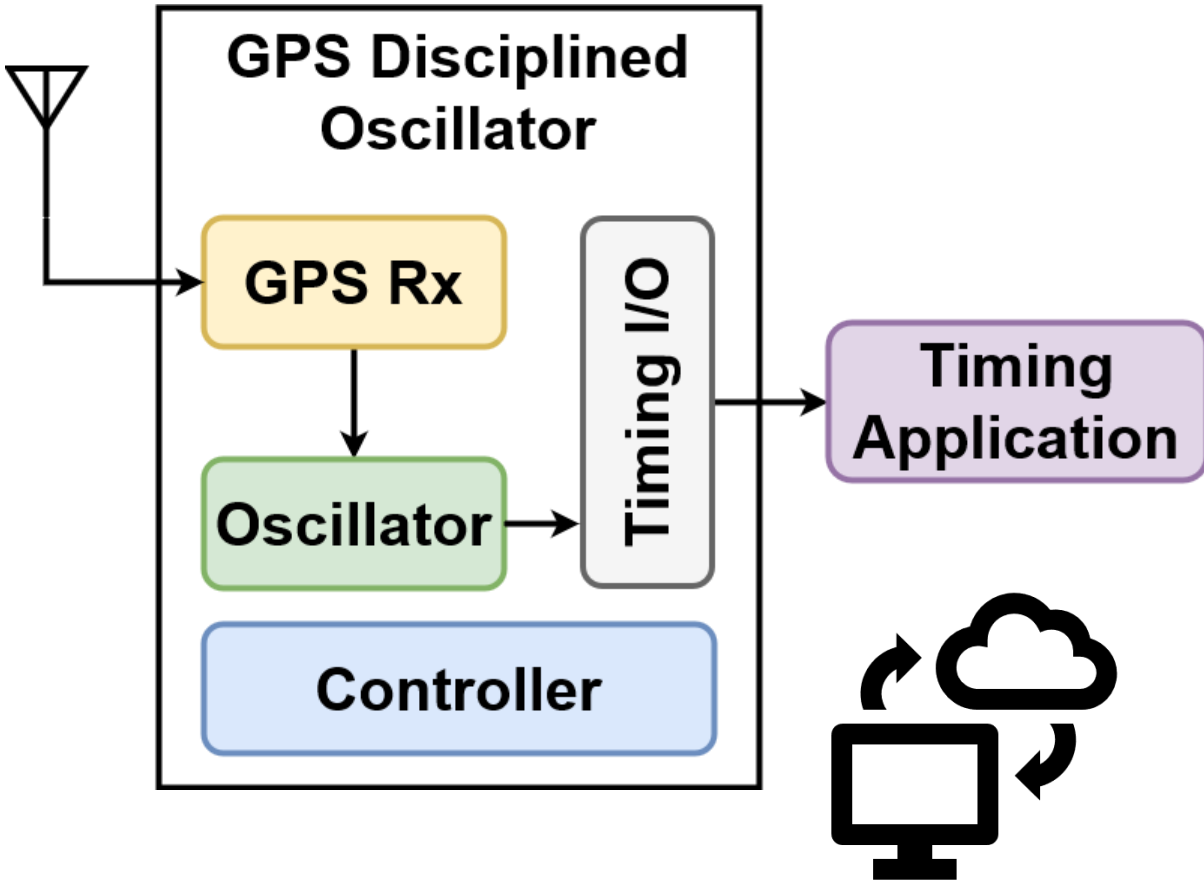 GPS Disciplined
Oscillator
GPS Rx
Timing I/O
Oscillator
Controller
Timing
Application